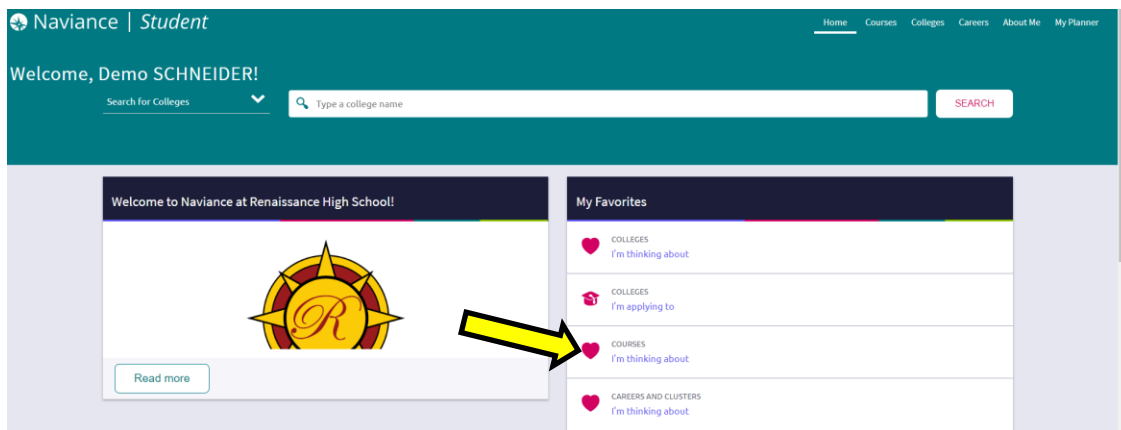 Naviance | Student
Home Courses Colleges Careers About Me My Planner
Welcome, Demo SCHNEIDER!
Search for Colleges
Type a college name
SEARCH
Welcome to Naviance at Renaissance High School!
R
Read more
My Favorites
COLLEGES
I'm thinking about
COLLEGES
I'm applying to
COURSES
I'm thinking about
CAREERS AND CLUSTERS
I'm thinking about